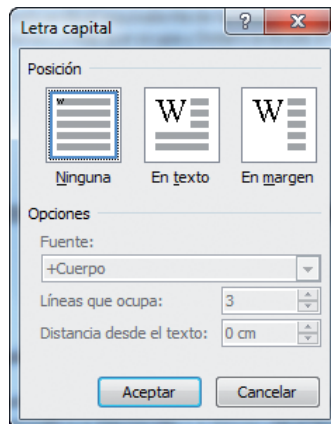 Letra capital
Posición
W W W
Ninguna En texto En margen
Opciones
Fuente:
+Cuerpo
Líneas que ocupa: 3
Distancia desde el texto: 0 cm
Aceptar Cancelar